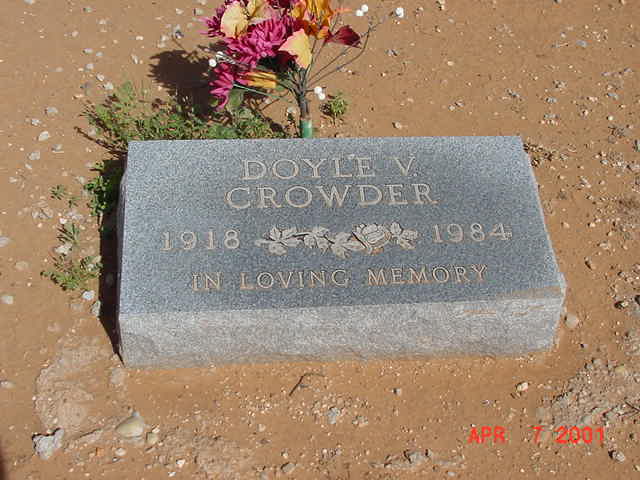 DOYLE V.
CROWDER
1918 1984
IN LOVING MEMORY
APR 7 2001